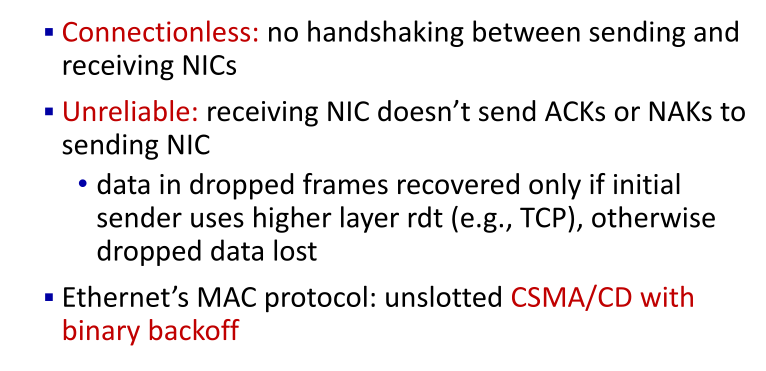 ▪ Connectionless: no handshaking between sending and
receiving NICs
▪ Unreliable: receiving NIC doesn’t send ACKs or NAKs to
sending NIC
• data in dropped frames recovered only if initial
sender uses higher layer rdt (e.g., TCP), otherwise
dropped data lost
▪ Ethernet’s MAC protocol: unslotted CSMA/CD with
binary backoff